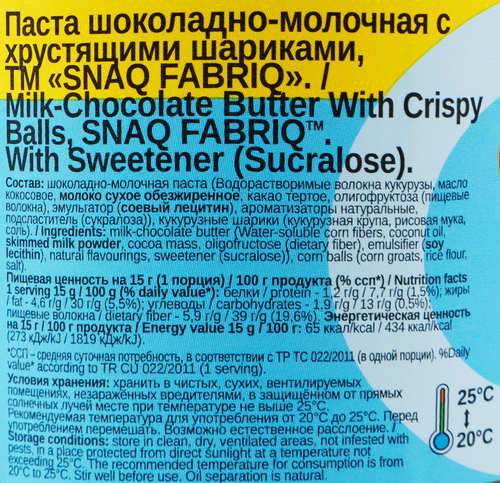 Паста шоколадно-молочная с
хрустящими шариками,
ТМ «SNAQ FABRIQ». /
Milk-Chocolate Butter With Crispy
Balls, SNAQ FABRIQ™.
With Sweetener (Sucralose).
Состав: шоколадно-молочная паста (Водорастворимые волокна кукурузы, масло
кокосовое, молоко сухое обезжиренное, какао тертое, олигофруктоза (пищевые
волокна), эмульгатор (соевый лецитин), ароматизаторы натуральные,
подсластитель (сукралоза)), кукурузные шарики (кукурузная крупа, рисовая мука,
соль). / Ingredients: milk-chocolate butter (Water-soluble corn fibers, coconut oil,
skimmed milk powder, cocoa mass, oligofructose (dietary fiber), emulsifier (soy
lecithin), natural flavourings, sweetener (sucralose)), corn balls (corn groats, rice flour,
salt).
Пищевая ценность на 15 г (1 порция) / 100 г продукта (% ссп*) / Nutrition facts
1 serving 15 g / 100 g (% daily value*): белки / protein - 1,2 г/g / 7,7 г/g (1,5%); жиры
/ fat - 4,6 г/g / 30 г/g (5,5%); углеводы / carbohydrates - 1,9 г/g / 13 г/g (0,5%);
пищевые волокна / dietary fiber - 5,9 г/g / 39 г/g (19,6%). Энергетическая ценность
на 15 г / 100 г продукта / Energy value 15 g / 100 г: 65 ккал/kcal / 434 ккал/kcal
(273 кДж/kJ / 1819 кДж/kJ).
*ССП – средняя суточная потребность, в соответствии с ТР ТС 022/2011 (в одной порции). %Daily
value* according to TR CU 022/2011 (1 serving).
Условия хранения: хранить в чистых, сухих, вентилируемых
помещениях, незаражённых вредителями, в защищённом от прямых
солнечных лучей месте при температуре не выше 25°С.
Рекомендуемая температура для употребления от 20°С до 25°С. Перед
употреблением перемешать. Возможно естественное расслоение. /
Storage conditions: store in clean, dry, ventilated areas, not infested with
pests, in a place protected from direct sunlight at a temperature not
exceeding 25°C. The recommended temperature for consumption is from
20°C to 25°C. Stir well before use. Oil separation is natural.
25°C
20°C